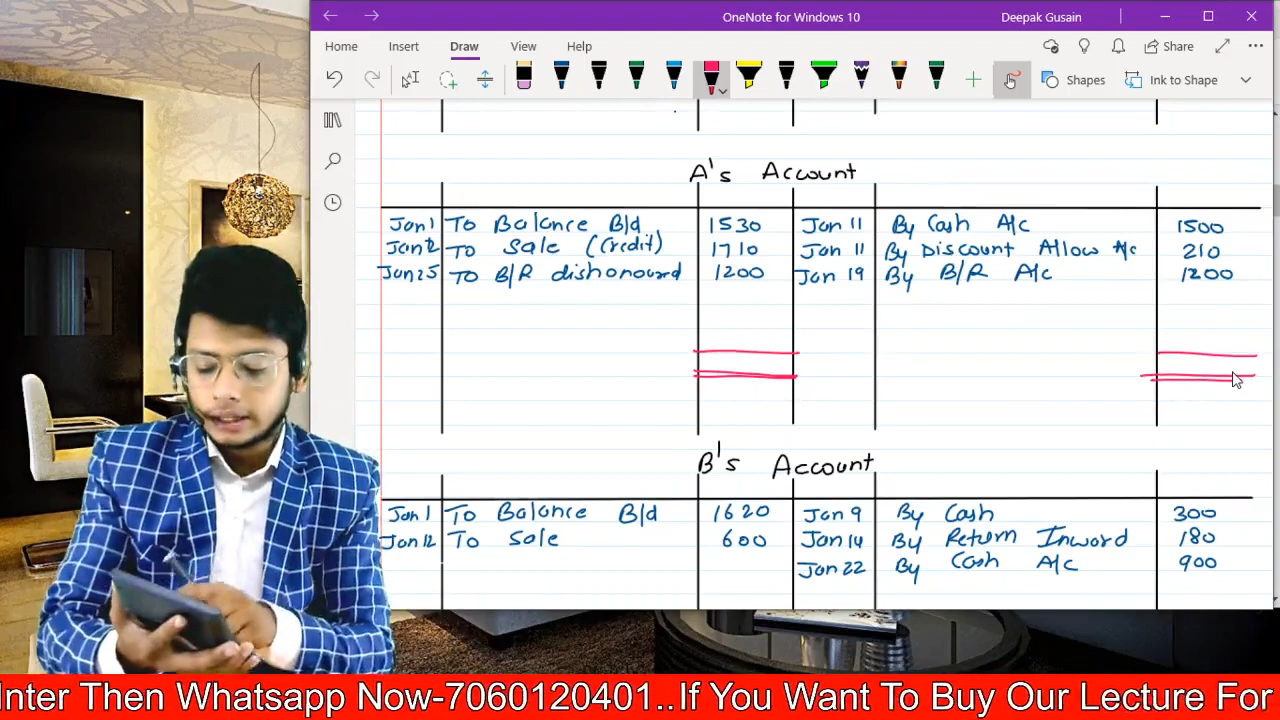 OneNote for Windows 10
Deepak Gusain
Home Insert Draw View Help
Share
Shapes
Ink to Shape
A's Account
Jan 1 To Balance B/d 1530 Jan 11 By Cash A/c 1500
Jan 12 To Sale (Credit) 1710 Jan 11 By Discount Allow A/c 210
Jan 25 To B/R dishonourd 1200 Jan 19 By B/R A/c 1200
B's Account
Jan 1 To Balance B/d 1620 Jan 9 By Cash 300
Jan 12 To Sale 600 Jan 14 By Return Inword 180
Jan 22 By Cash A/c 900
Inter Then Whatsapp Now-7060120401..If You Want To Buy Our Lecture For